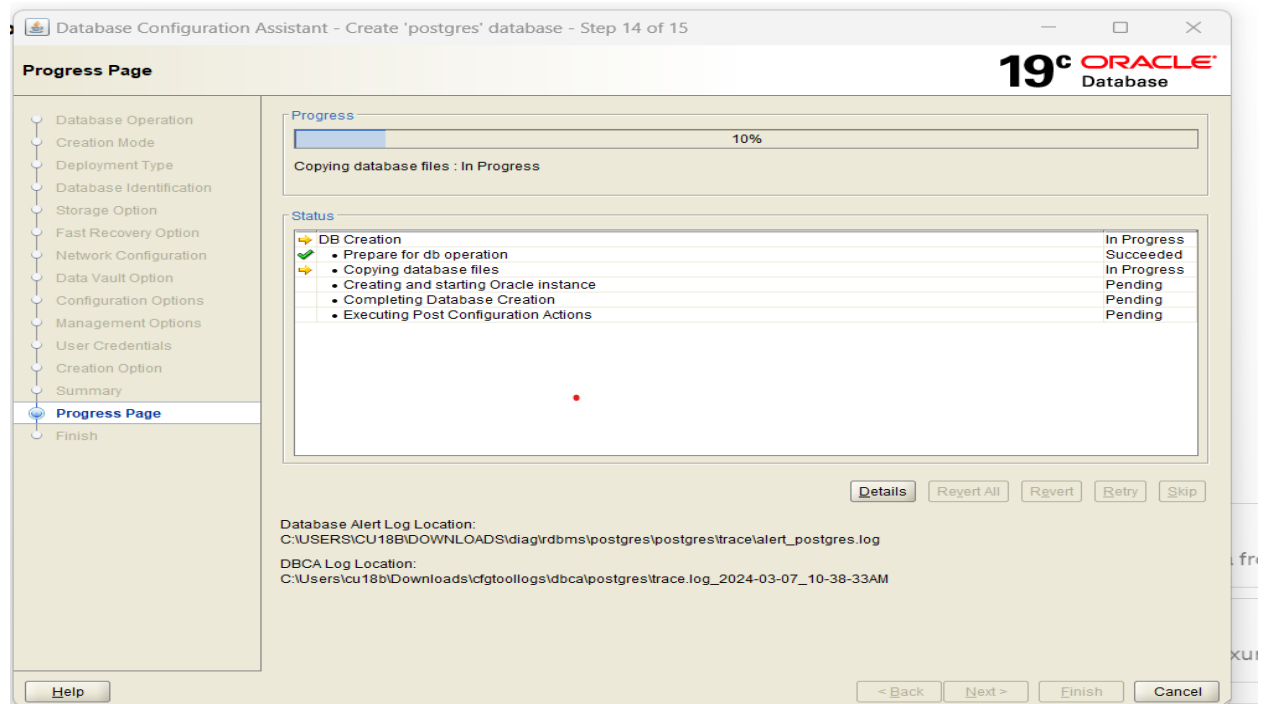 Database Configuration Assistant - Create 'postgres' database - Step 14 of 15
Progress Page
19c ORACLE
Database
Database Operation
Creation Mode
Deployment Type
Database Identification
Storage Option
Fast Recovery Option
Network Configuration
Data Vault Option
Configuration Options
Management Options
User Credentials
Creation Option
Summary
Progress Page
Finish
Progress
10%
Copying database files : In Progress
Status
DB Creation In Progress
• Prepare for db operation Succeeded
• Copying database files In Progress
• Creating and starting Oracle instance Pending
• Completing Database Creation Pending
• Executing Post Configuration Actions Pending
Details Revert All Revert Retry Skip
Database Alert Log Location:
C:\USERS\CU18B\DOWNLOADS\diag\rdbms\postgres\postgres\trace\alert_postgres.log
DBCA Log Location:
C:\Users\cu18b\Downloads\cfgtoollogs\dbca\postgres\trace.log_2024-03-07_10-38-33AM
Help < Back Next > Finish Cancel